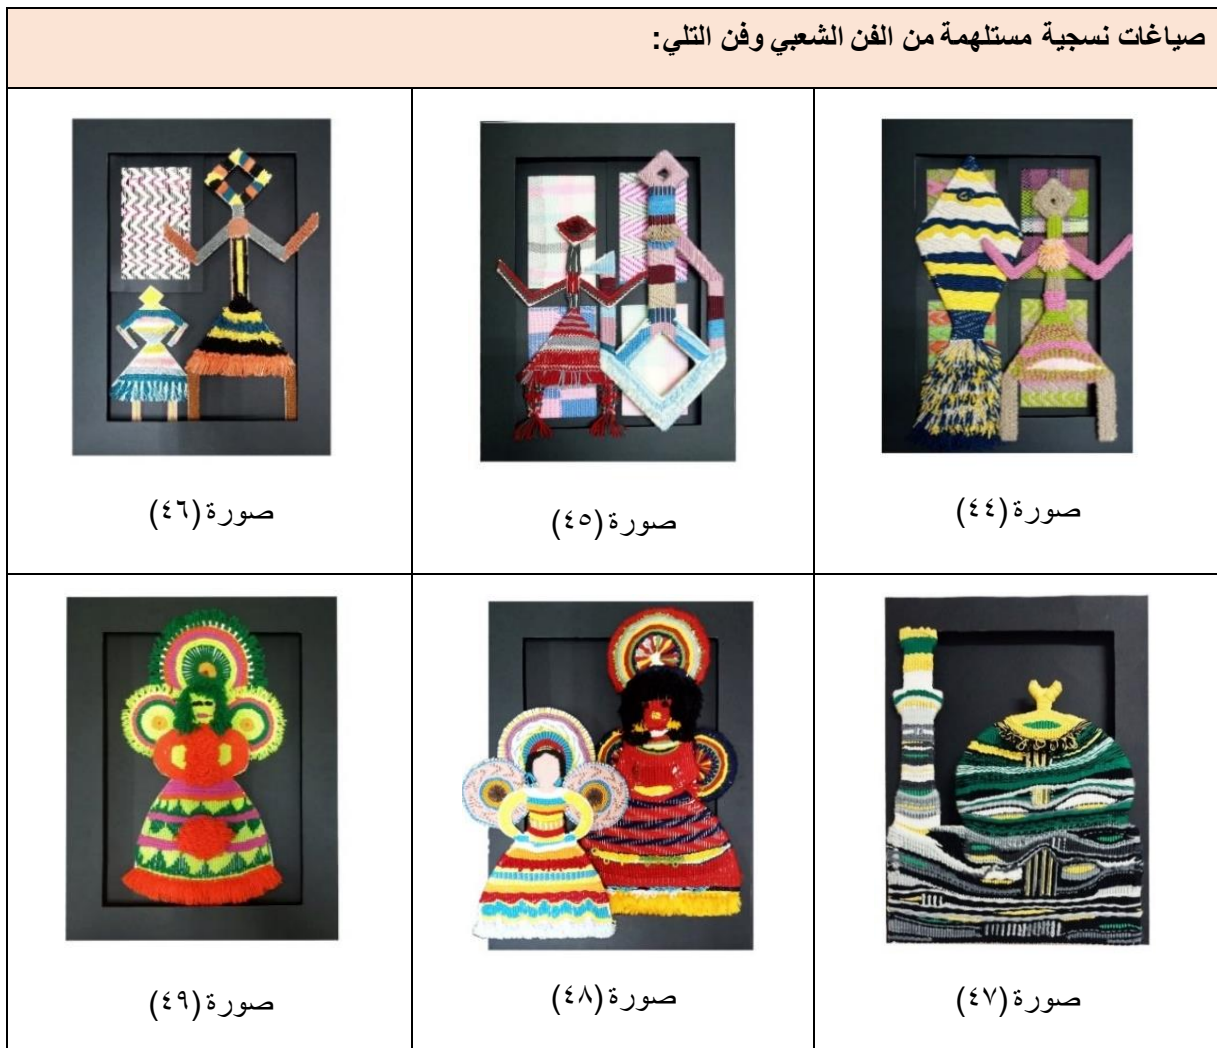 صياغات نسجية مستلهمة من الفن الشعبي وفن التلي:
صورة (٤٤)
صورة (٤٥)
صورة (٤٦)
صورة (٤٧)
صورة (٤٨)
صورة (٤٩)